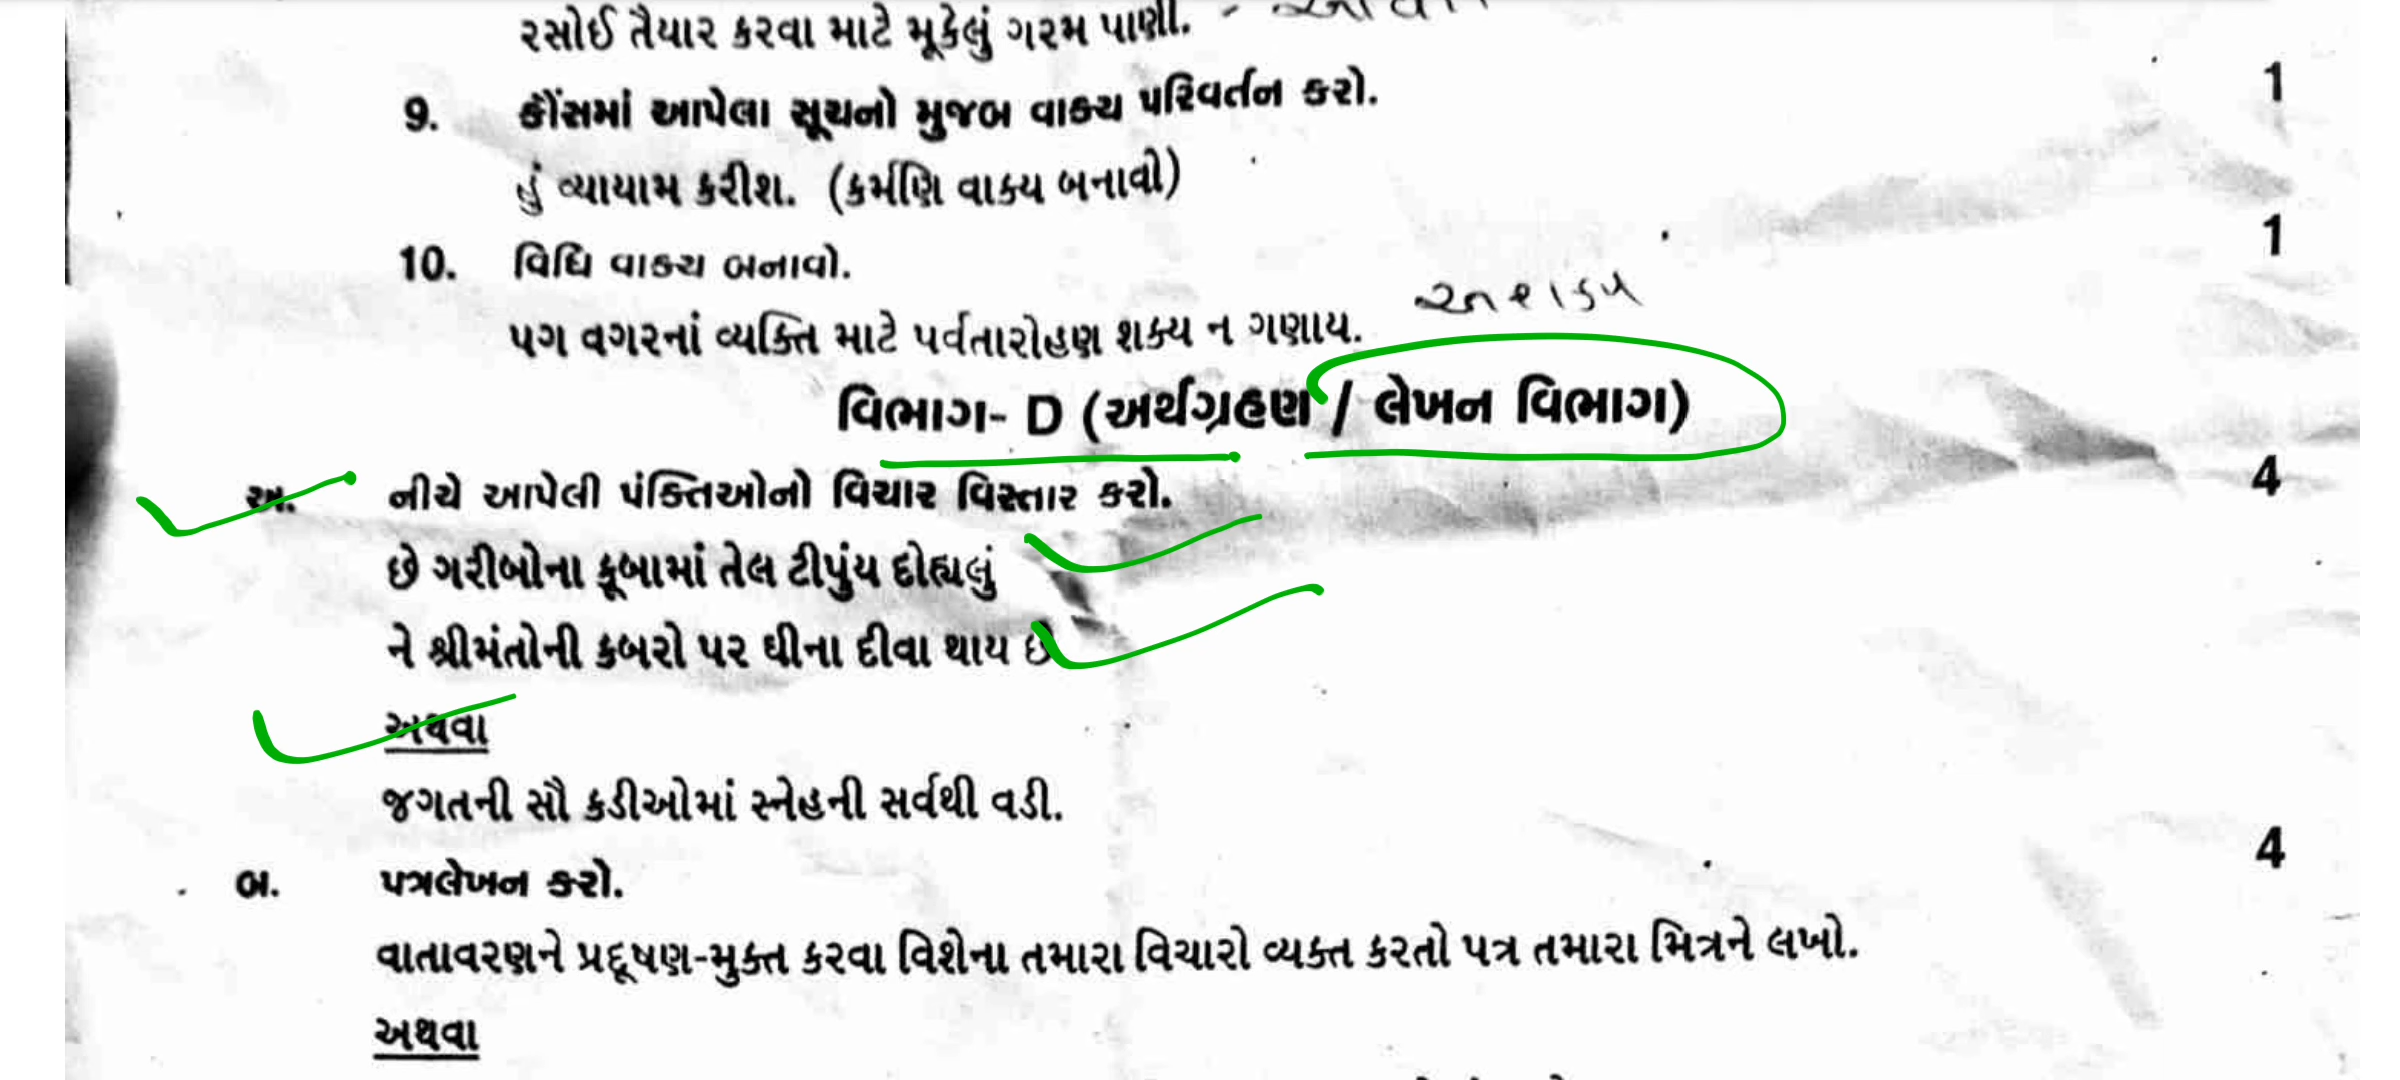 રસોઈ તૈયાર કરવા માટે મૂકેલું ગરમ પાણી. -
9. કૌંસમાં આપેલા સૂચનો મુજબ વાક્ય પરિવર્તન કરો. 1
હું વ્યાયામ કરીશ. (કર્મણિ વાક્ય બનાવો)
10. વિધિ વાક્ય બનાવો. 1
પગ વગરનાં વ્યક્તિ માટે પર્વતારોહણ શક્ય ન ગણાય. અશક્ય
વિભાગ- D (અર્થગ્રહણ / લેખન વિભાગ)
અ. નીચે આપેલી પંક્તિઓનો વિચાર વિસ્તાર કરો. 4
છે ગરીબોના કૂબામાં તેલ ટીપુંય દોહ્યલું
ને શ્રીમંતોની કબરો પર ઘીના દીવા થાય છે
અથવા
જગતની સૌ કડીઓમાં સ્નેહની સર્વથી વડી.
બ. પત્રલેખન કરો. 4
વાતાવરણને પ્રદૂષણ-મુક્ત કરવા વિશેના તમારા વિચારો વ્યક્ત કરતો પત્ર તમારા મિત્રને લખો.
અથવા